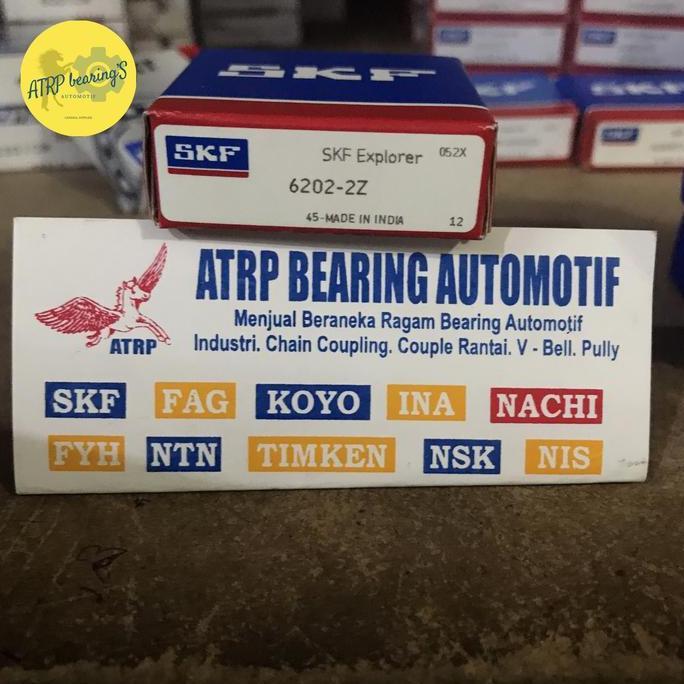 ATRP bearing'S
AUTOMOTIF
SKF
SKF
SKF Explorer
052X
6202-2Z
45-MADE IN INDIA
12
ATRP BEARING AUTOMOTIF
Menjual Beraneka Ragam Bearing Automotif
Industri. Chain Coupling. Couple Rantai. V - Bell. Pully
ATRP
SKF FAG KOYO INA NACHI
FYH NTN TIMKEN NSK NIS